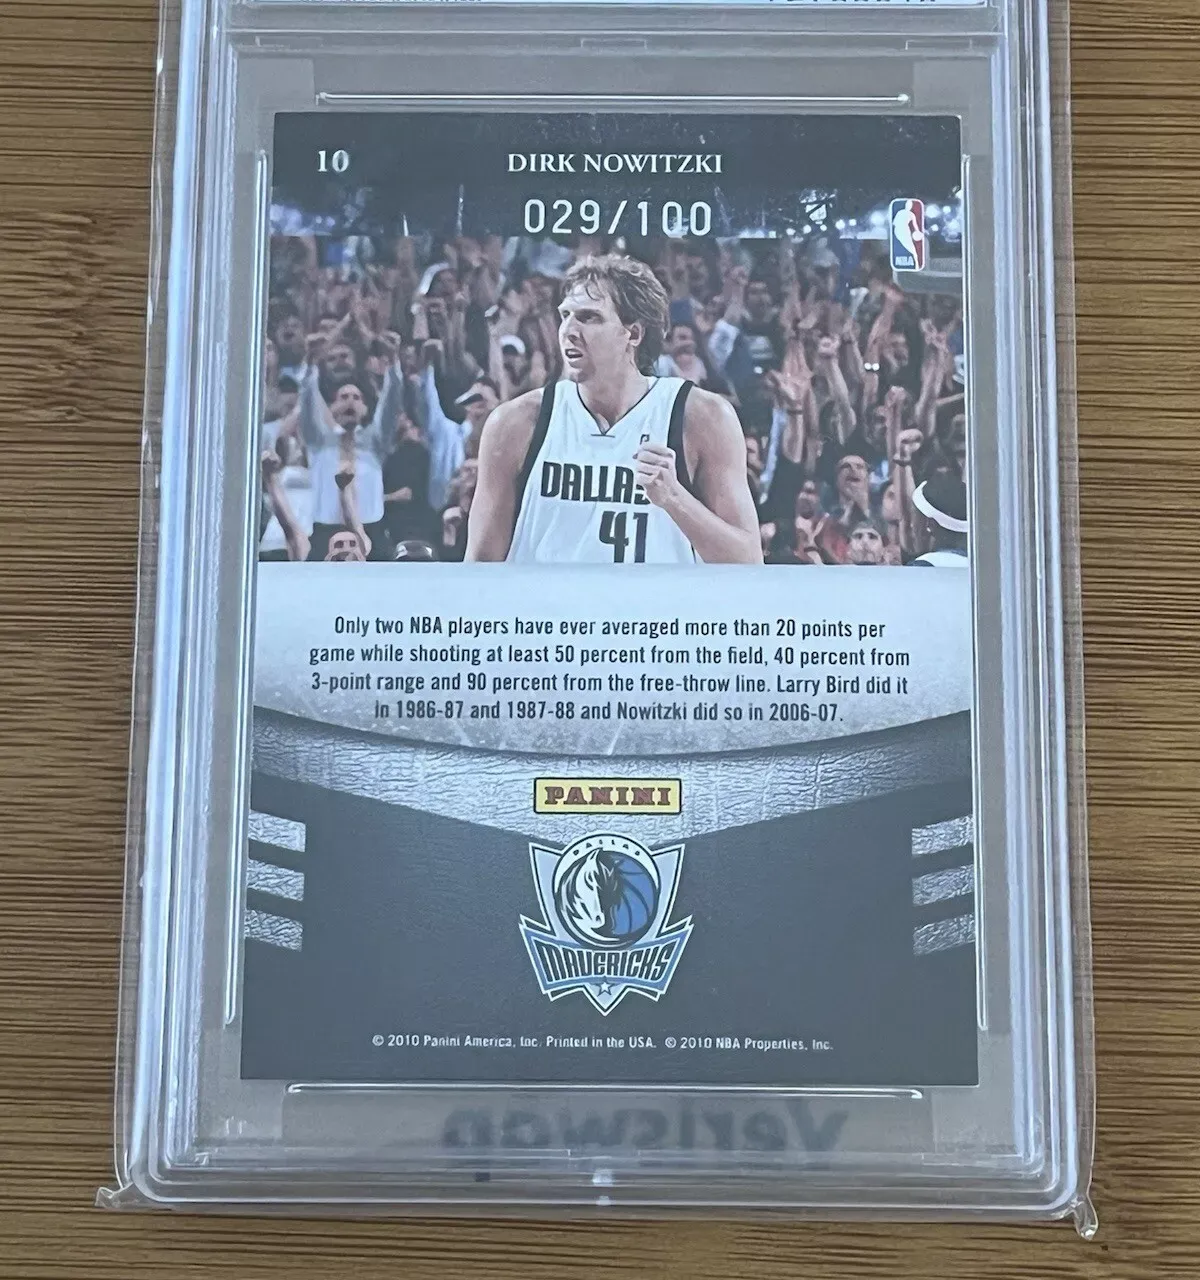 10
DIRK NOWITZKI
029/100
NBA
DALLAS
41
Only two NBA players have ever averaged more than 20 points per
game while shooting at least 50 percent from the field, 40 percent from
3-point range and 90 percent from the free-throw line. Larry Bird did it
in 1986-87 and 1987-88 and Nowitzki did so in 2006-07.
PANINI
DALLAS
MAVERICKS
© 2010 Panini America, Inc. Printed in the USA. © 2010 NBA Properties, Inc.
Veriswap